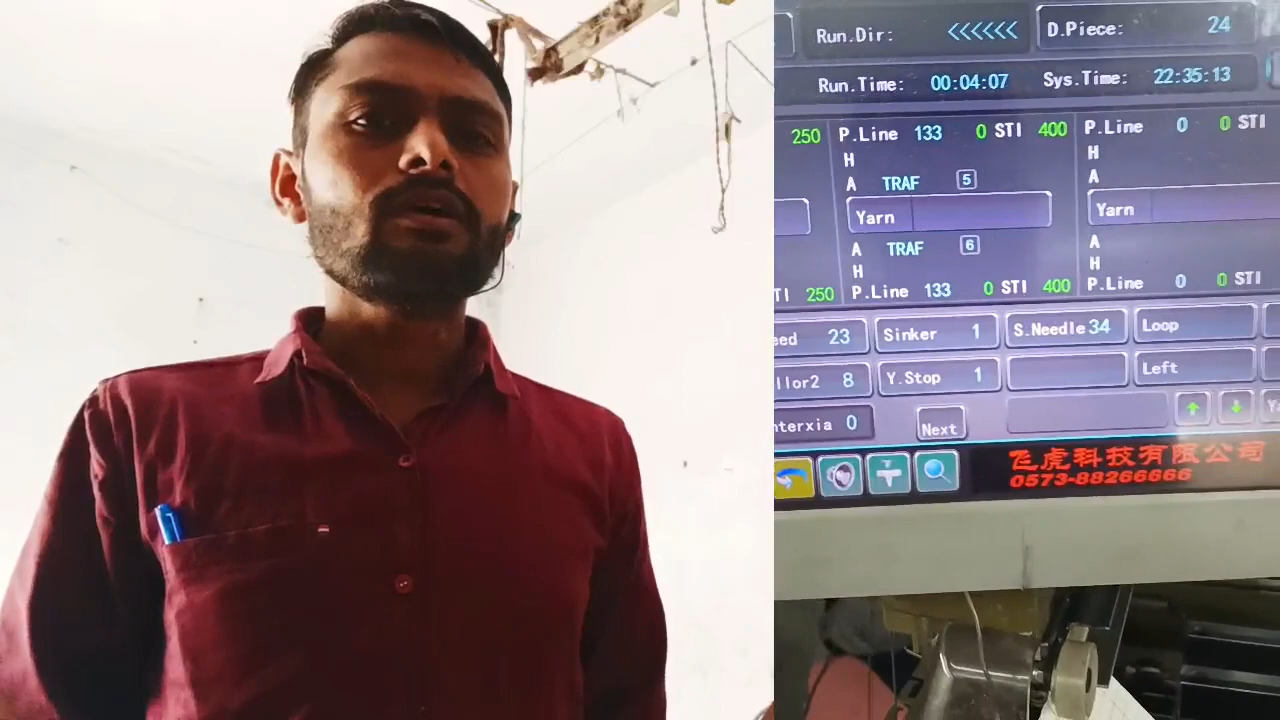 Run.Dir: <<<<<< D.Piece: 24
Run.Time: 00:04:07 Sys.Time: 22:35:13
250 P.Line 133 0 STI 400 P.Line 0 0 STI
H H
A TRAF 5 A
Yarn Yarn
A TRAF 6 A
H H
TI 250 P.Line 133 0 STI 400 P.Line 0 0 STI
eed 23 Sinker 1 S.Needle 34 Loop
llor2 8 Y.Stop 1 Left
nterxia 0 Next
飞虎科技有限公司
0573-88266666